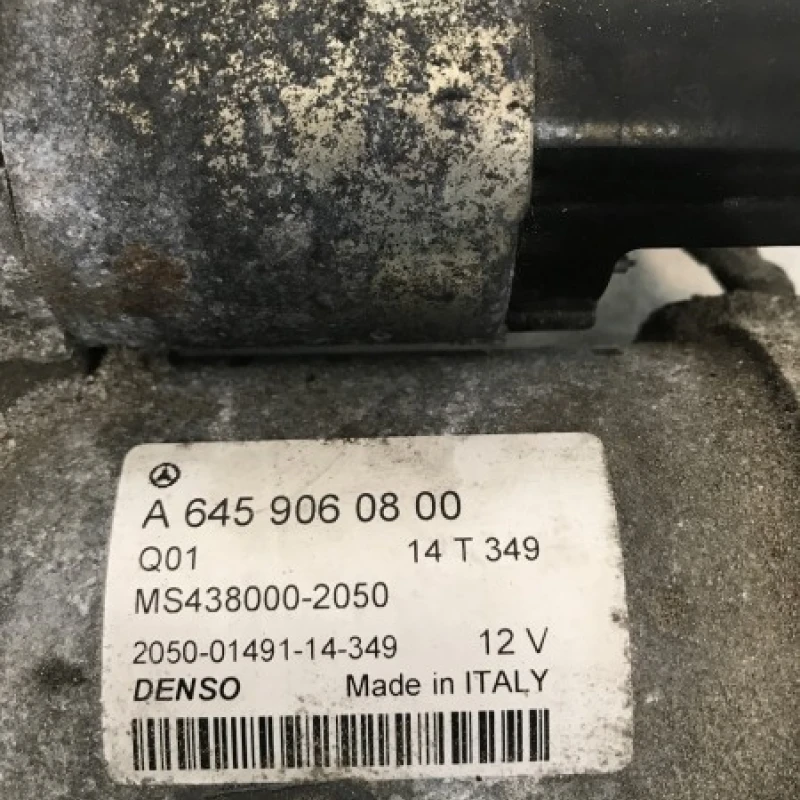 A 645 906 08 00
Q01 14 T 349
MS438000-2050
2050-01491-14-349 12 V
DENSO Made in ITALY